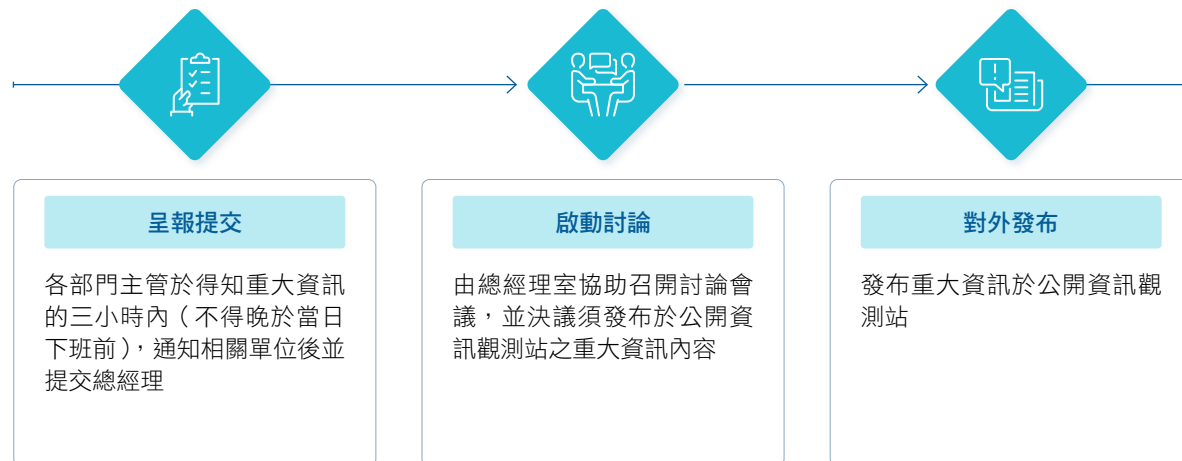 呈報提交
各部門主管於得知重大資訊
的三小時內（不得晚於當日
下班前），通知相關單位後並
提交總經理
啟動討論
由總經理室協助召開討論會
議，並決議須發布於公開資
訊觀測站之重大資訊內容
對外發布
發布重大資訊於公開資訊觀
測站